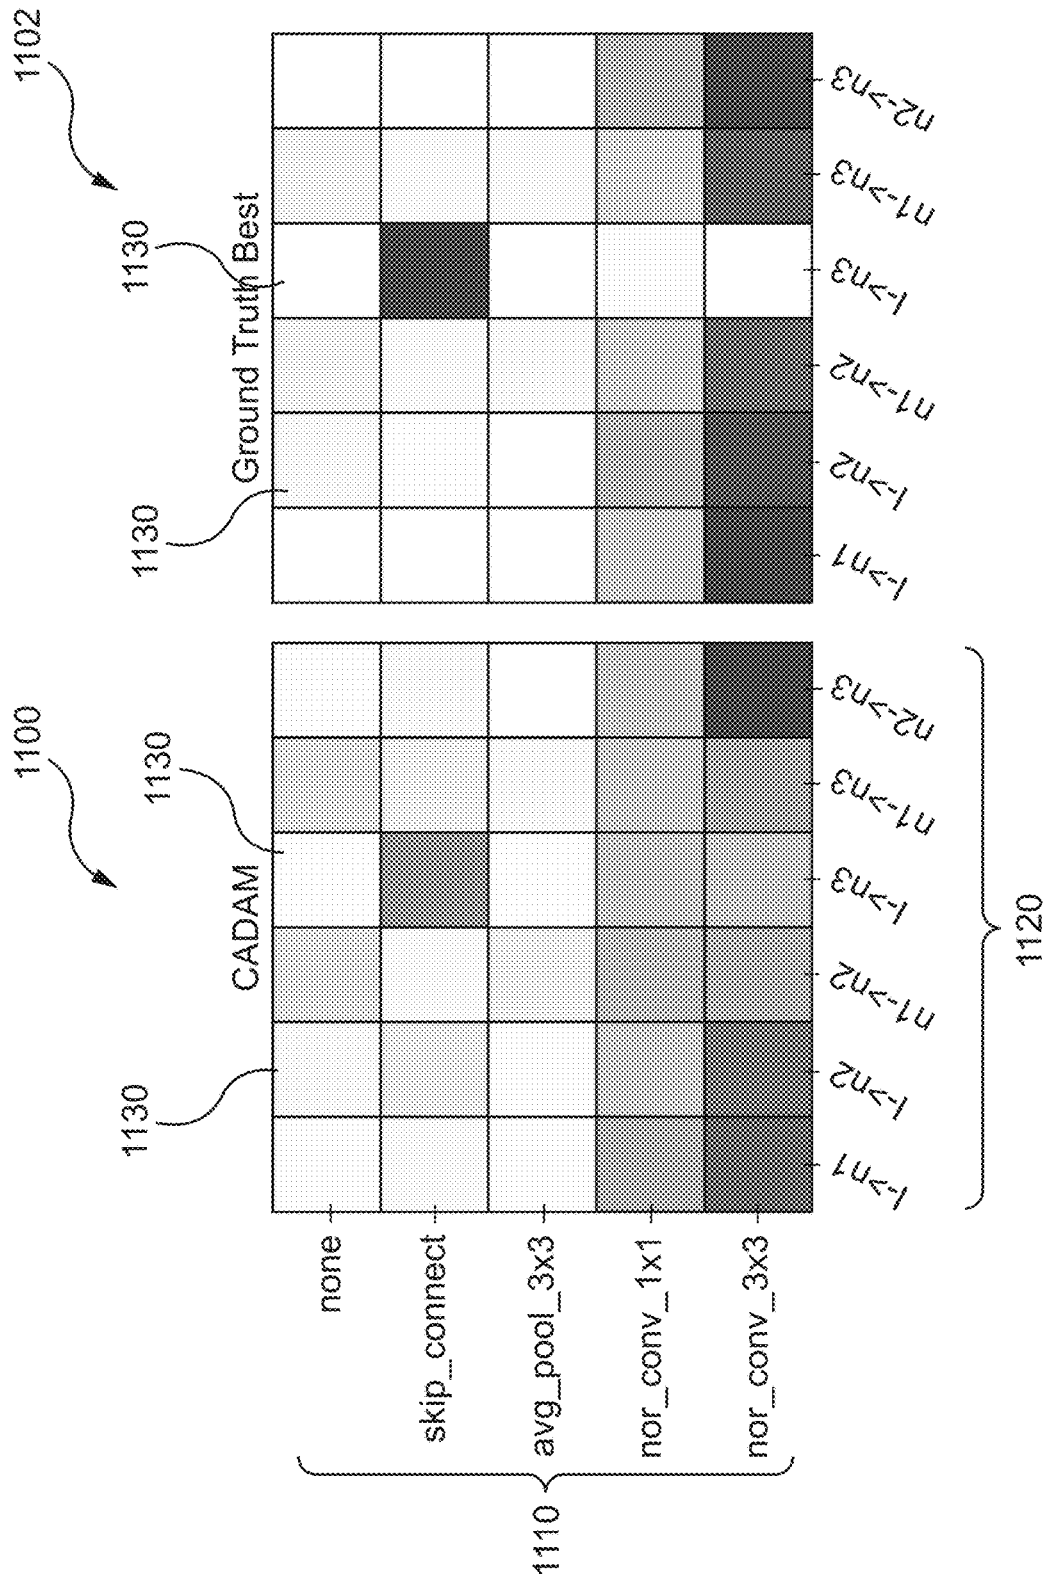 1100
1102
1130
1130
1130
1130
CADAM
Ground Truth Best
none
skip_connect
avg_pool_3x3
nor_conv_1x1
nor_conv_3x3
1110
I->n1
I->n2
n1->n2
I->n3
n1->n3
n2->n3
I->n1
I->n2
n1->n2
I->n3
n1->n3
n2->n3
1120